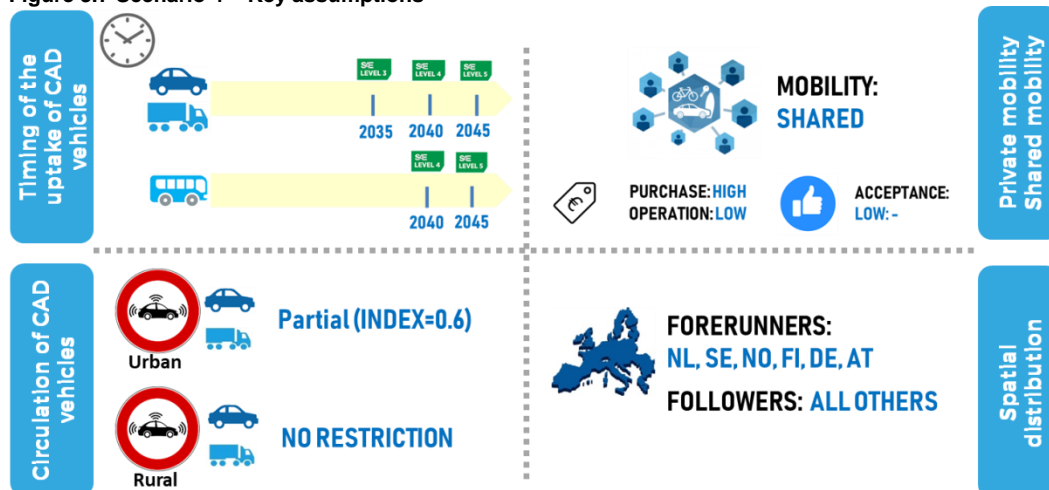 Figure Scenario Key assumptions
Timing of the
uptake of CAD
vehicles
SAE
LEVEL 3
SAE
LEVEL 4
SAE
LEVEL 5
2035
2040
2045
SAE
LEVEL 4
SAE
LEVEL 5
2040
2045
MOBILITY:
SHARED
€
PURCHASE: HIGH
OPERATION: LOW
ACCEPTANCE:
LOW: -
Private mobility
Shared mobility
Circulation of CAD
vehicles
Urban
Partial (INDEX=0.6)
Rural
NO RESTRICTION
FORERUNNERS:
NL, SE, NO, FI, DE, AT
FOLLOWERS: ALL OTHERS
Spatial
distribution